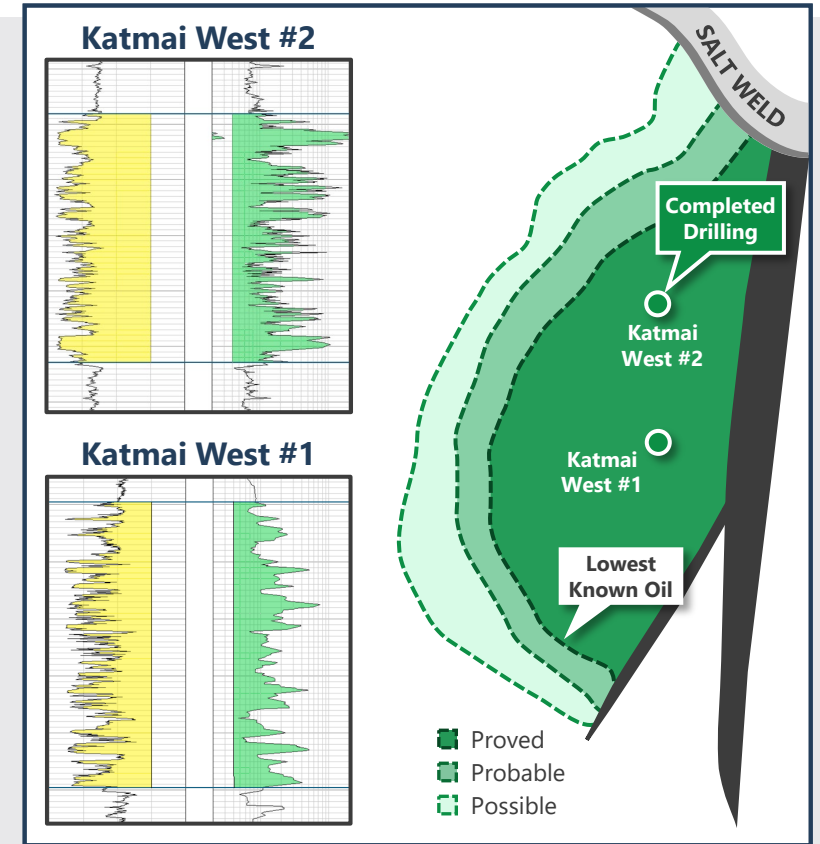 Katmai West #2
Katmai West #1
SALT WELD
Completed
Drilling
Katmai
West #2
Katmai
West #1
Lowest
Known Oil
Proved
Probable
Possible